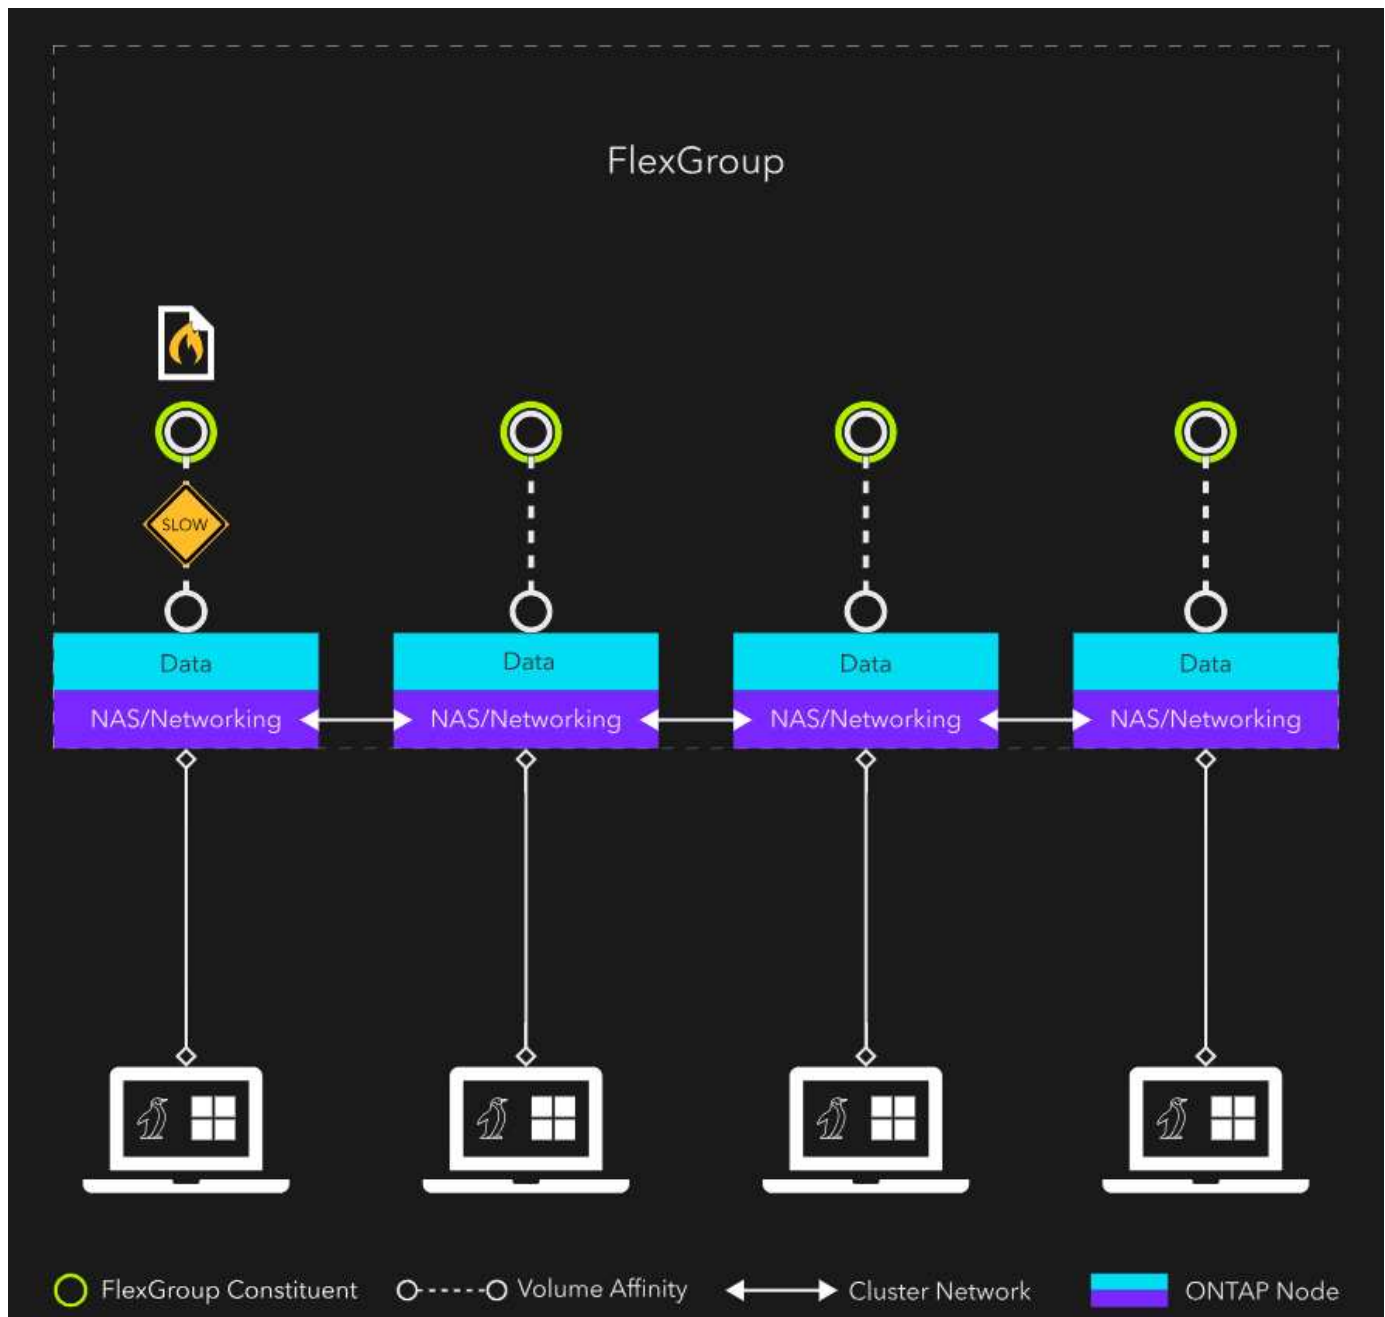 FlexGroup
SLOW
Data Data Data Data
NAS/Networking NAS/Networking NAS/Networking NAS/Networking
FlexGroup Constituent Volume Affinity Cluster Network ONTAP Node